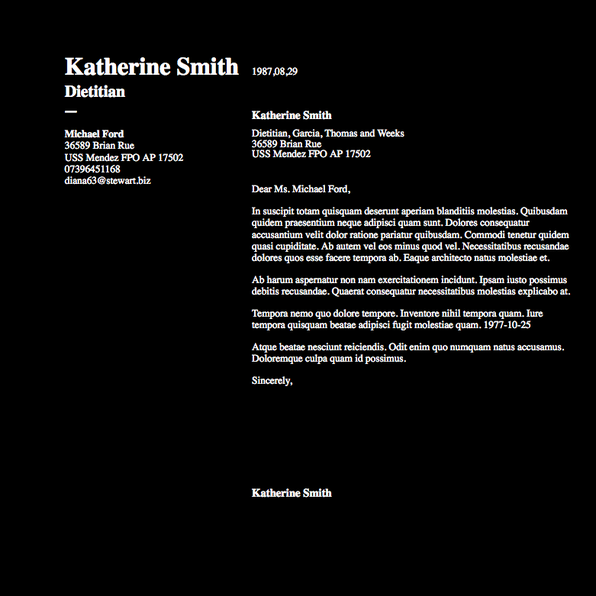 Katherine Smith
Dietitian
—
Michael Ford
36589 Brian Rue
USS Mendez FPO AP 17502
07396451168
diana63@stewart.biz
1987,08,29
Katherine Smith
Dietitian, Garcia, Thomas and Weeks
36589 Brian Rue
USS Mendez FPO AP 17502
Dear Ms. Michael Ford,
In suscipit totam quisquam deserunt aperiam blanditiis molestias. Quibusdam
quidem praesentium neque adipisci quam sunt. Dolores consequatur
accusantium velit dolor ratione pariatur quibusdam. Commodi tenetur quidem
quasi cupiditate. Ab autem vel eos minus quod vel. Necessitatibus recusandae
dolores quos esse facere tempora ab. Eaque architecto natus molestiae et.
Ab harum aspernatur non nam exercitationem incidunt. Ipsam iusto possimus
debitis recusandae. Quaerat consequatur necessitatibus molestias explicabo at.
Tempora nemo quo dolore tempore. Inventore nihil tempora quam. Iure
tempora quisquam beatae adipisci fugit molestiae quam. 1977-10-25
Atque beatae nesciunt reiciendis. Odit enim quo numquam natus accusamus.
Doloremque culpa quam id possimus.
Sincerely,
Katherine Smith